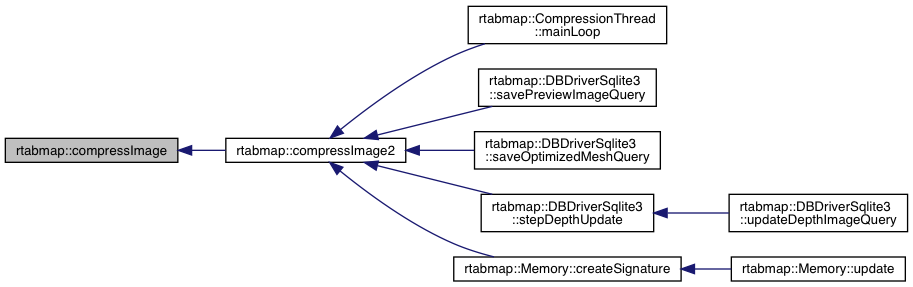 rtabmap::compressImage
rtabmap::compressImage2
rtabmap::CompressionThread
::mainLoop
rtabmap::DBDriverSqlite3
::savePreviewImageQuery
rtabmap::DBDriverSqlite3
::saveOptimizedMeshQuery
rtabmap::DBDriverSqlite3
::stepDepthUpdate
rtabmap::DBDriverSqlite3
::updateDepthImageQuery
rtabmap::Memory::createSignature
rtabmap::Memory::update